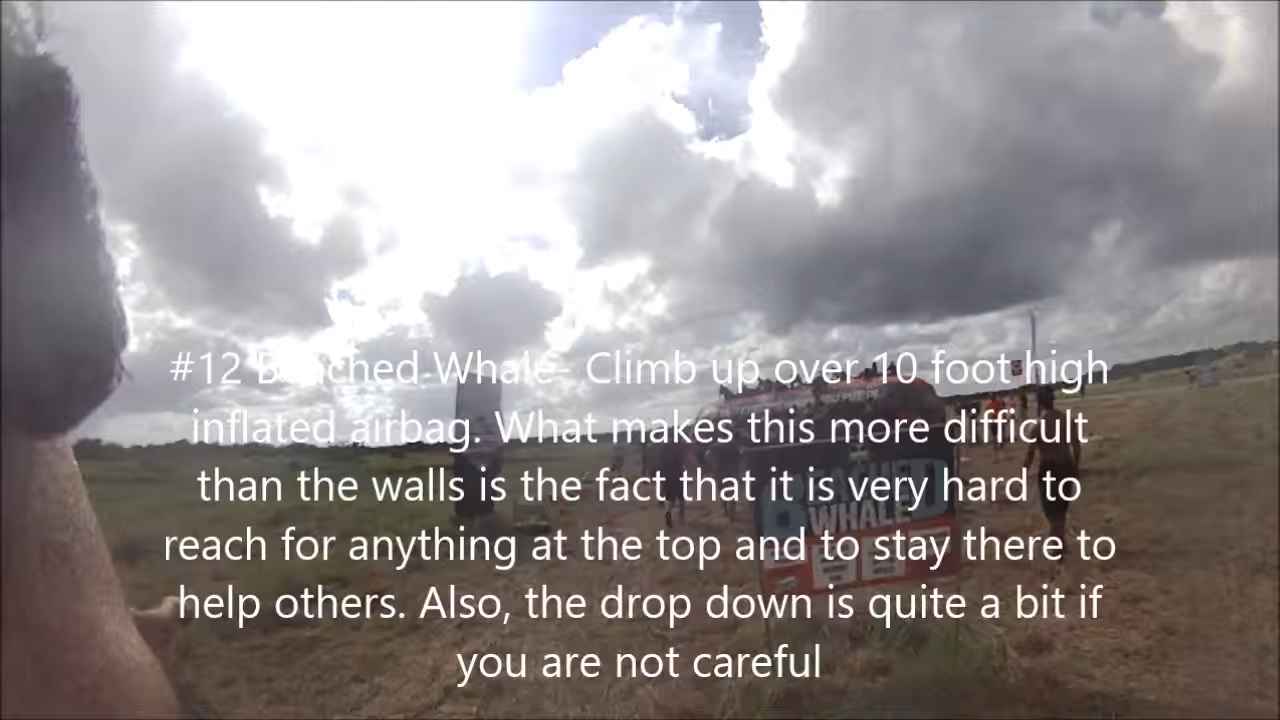 #12 Beached Whale- Climb up over 10 foot high
inflated airbag. What makes this more difficult
than the walls is the fact that it is very hard to
reach for anything at the top and to stay there to
help others. Also, the drop down is quite a bit if
you are not careful
BEACHED
WHALE